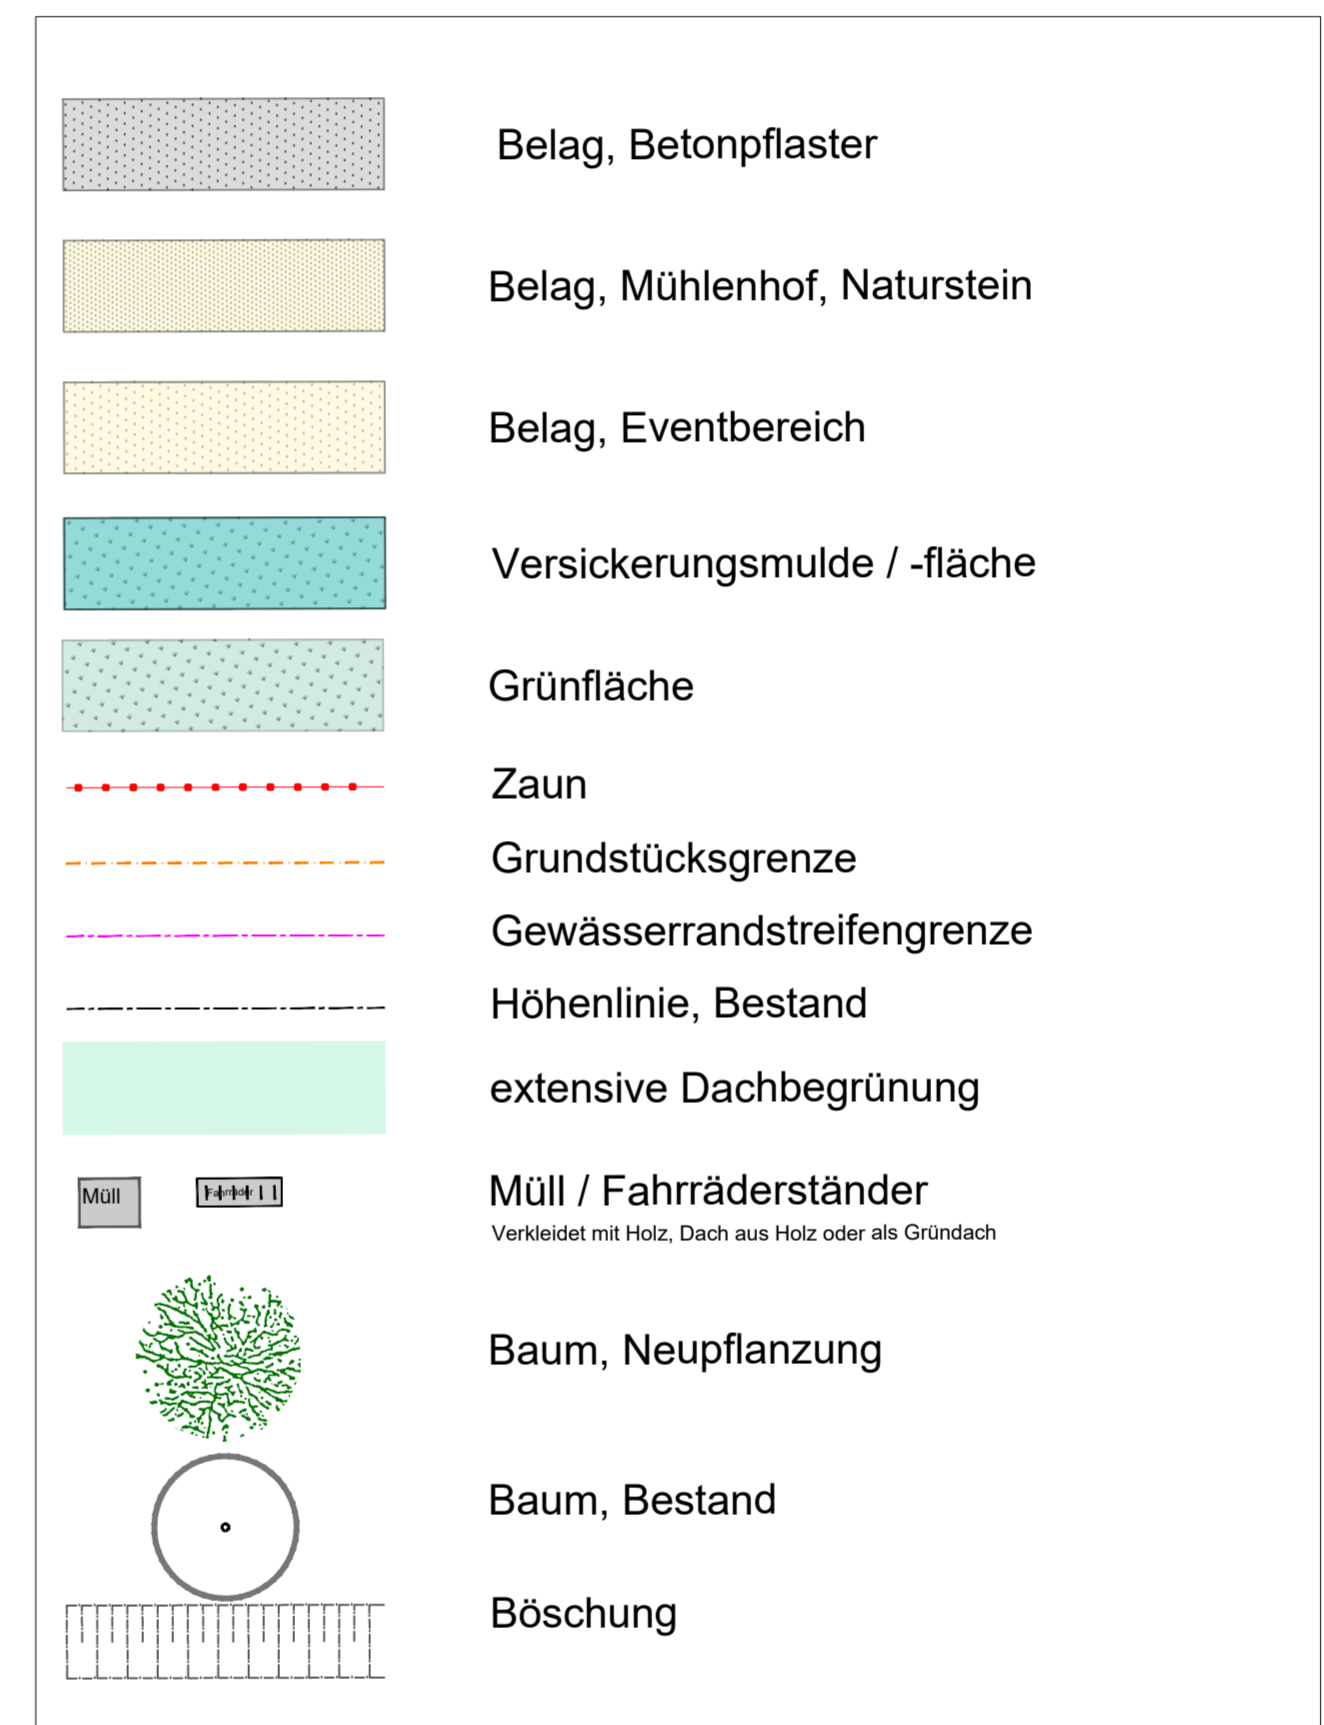 Belag, Betonpflaster
Belag, Mühlenhof, Naturstein
Belag, Eventbereich
Versickerungsmulde / -fläche
Grünfläche
Zaun
Grundstücksgrenze
Gewässerrandstreifengrenze
Höhenlinie, Bestand
extensive Dachbegrünung
Müll
Fahrräder
Müll / Fahrräderständer
Verkleidet mit Holz, Dach aus Holz oder als Gründach
Baum, Neupflanzung
Baum, Bestand
Böschung